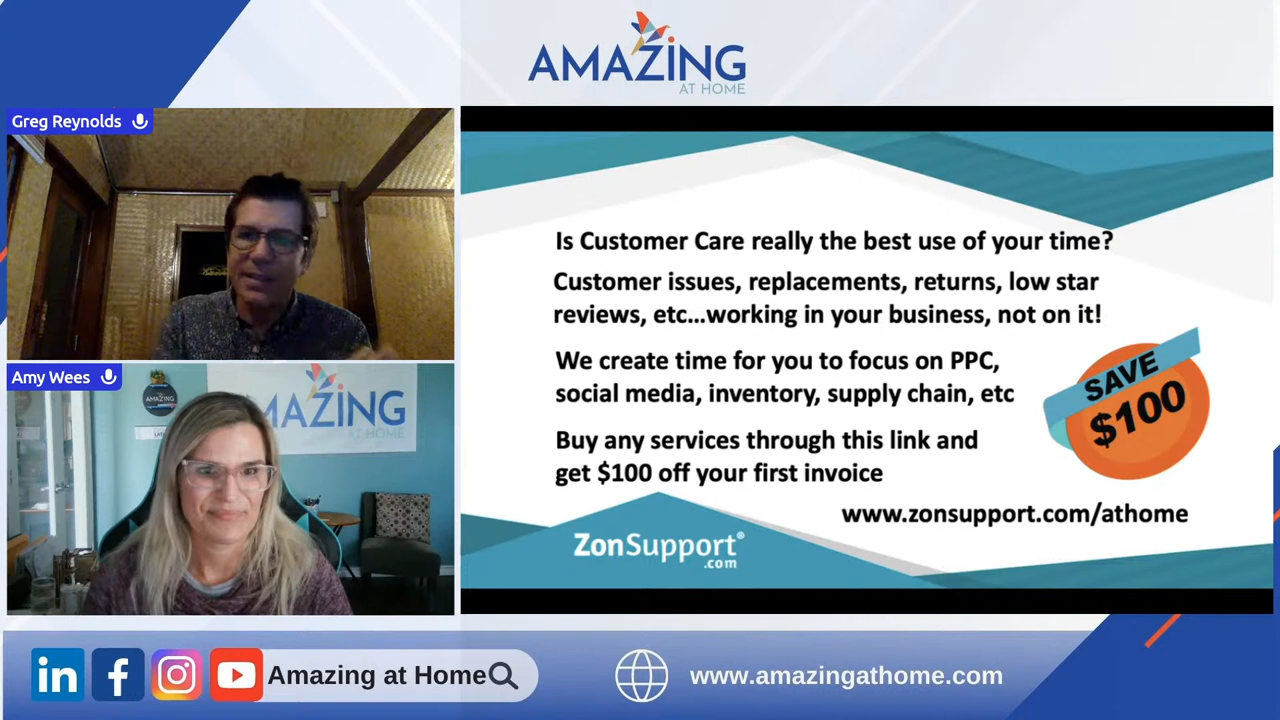 AMAZING
AT HOME
Greg Reynolds
Amy Wees
AMAZING
AMAZING
AT HOME
Is Customer Care really the best use of your time?
Customer issues, replacements, returns, low star
reviews, etc...working in your business, not on it!
We create time for you to focus on PPC,
social media, inventory, supply chain, etc
Buy any services through this link and
get $100 off your first invoice
SAVE
$100
www.zonsupport.com/athome
ZonSupport®
.com
in f Amazing at Home
www.amazingathome.com